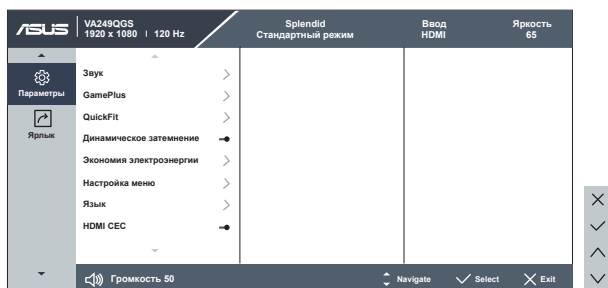 ASUS
VA249QGS
1920 x 1080 | 120 Hz
Splendid
Стандартный режим
Ввод
HDMI
Яркость
65
Параметры
Ярлык
Звук
GamePlus
QuickFit
Динамическое затемнение
Экономия электроэнергии
Настройка меню
Язык
HDMI CEC
Громкость 50
Navigate
Select
Exit